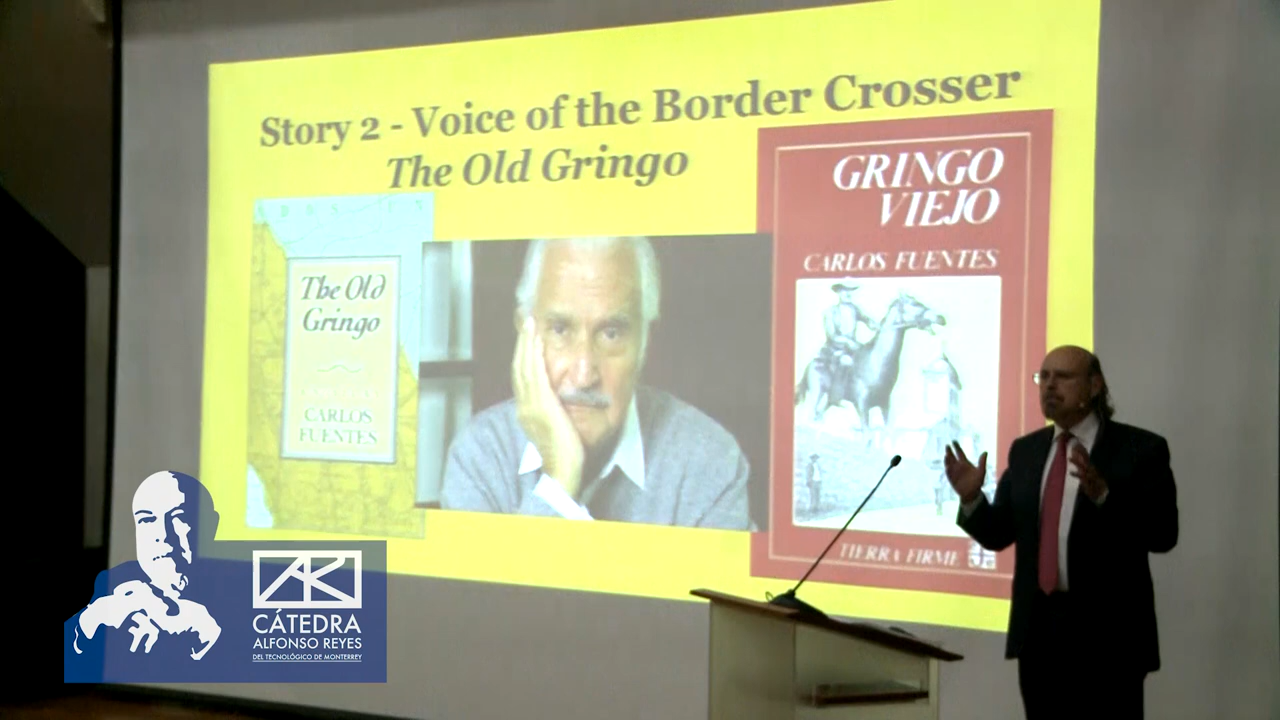 Story 2 - Voice of the Border Crosser
The Old Gringo
The Old
Gringo
CARLOS
FUENTES
GRINGO
VIEJO
CARLOS FUENTES
TIERRA FIRME
AR
CÁTEDRA
ALFONSO REYES
DEL TECNOLÓGICO DE MONTERREY